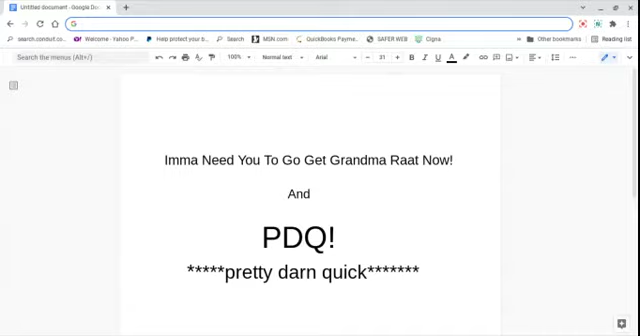 Untitled document - Google Doc
G
search.conduit.co...
Welcome - Yahoo P...
Help protect your b...
Search
MSN.com
QuickBooks Payme...
SAFER WEB
Cigna
»
Other bookmarks
Reading list
Search the menus (Alt+/)
100%
Normal text
Arial
− 31 +
B I U A
Imma Need You To Go Get Grandma Raat Now!
And
PDQ!
*****pretty darn quick*******